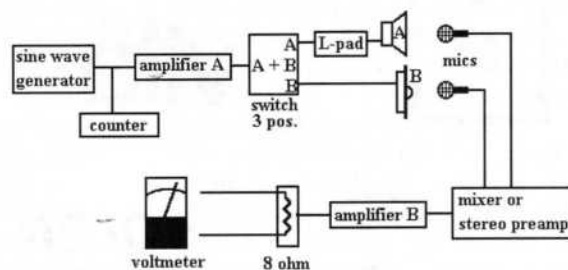 sine wave
generator
counter
amplifier A
A
A + B
B
switch
3 pos.
L-pad
A
B
mics
voltmeter
8 ohm
amplifier B
mixer or
stereo preamp